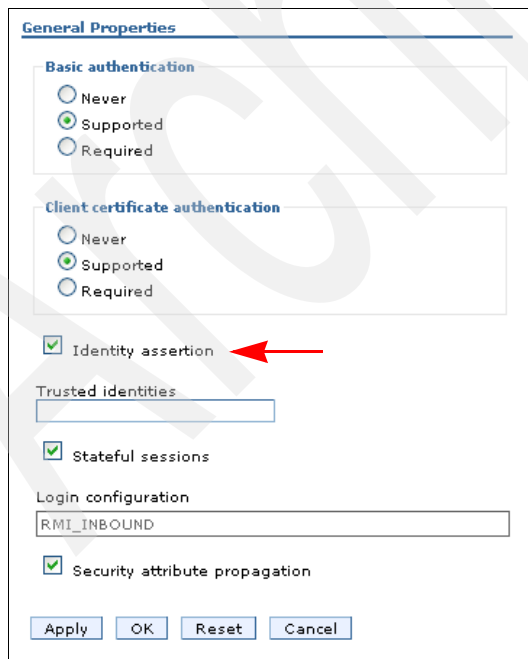 General Properties
Basic authentication
Never
Supported
Required
Client certificate authentication
Never
Supported
Required
Identity assertion
Trusted identities
Stateful sessions
Login configuration
RMI_INBOUND
Security attribute propagation
Apply OK Reset Cancel